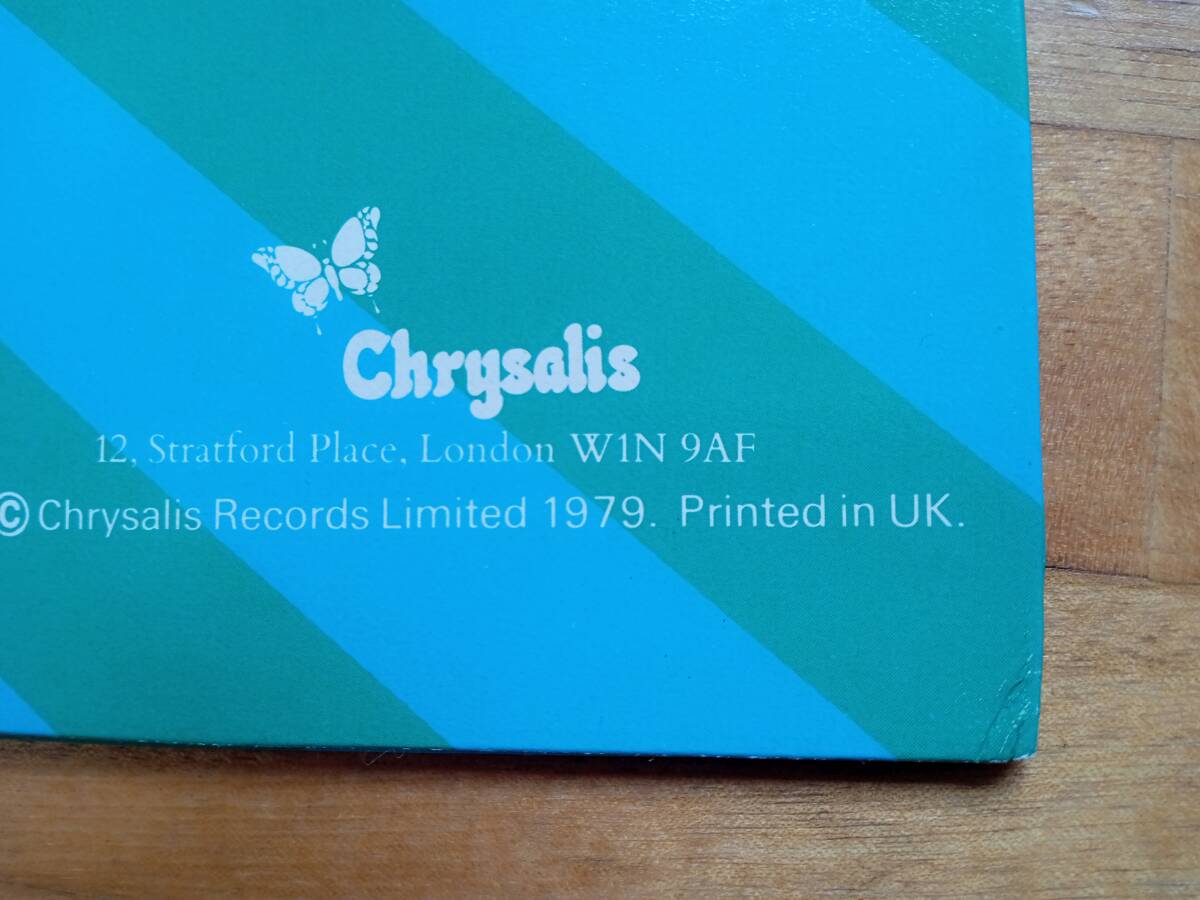 Chrysalis
12, Stratford Place, London W1N 9AF
©Chrysalis Records Limited 1979. Printed in UK.